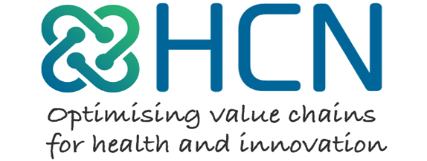 HCN
Optimising value chains
for health and innovation